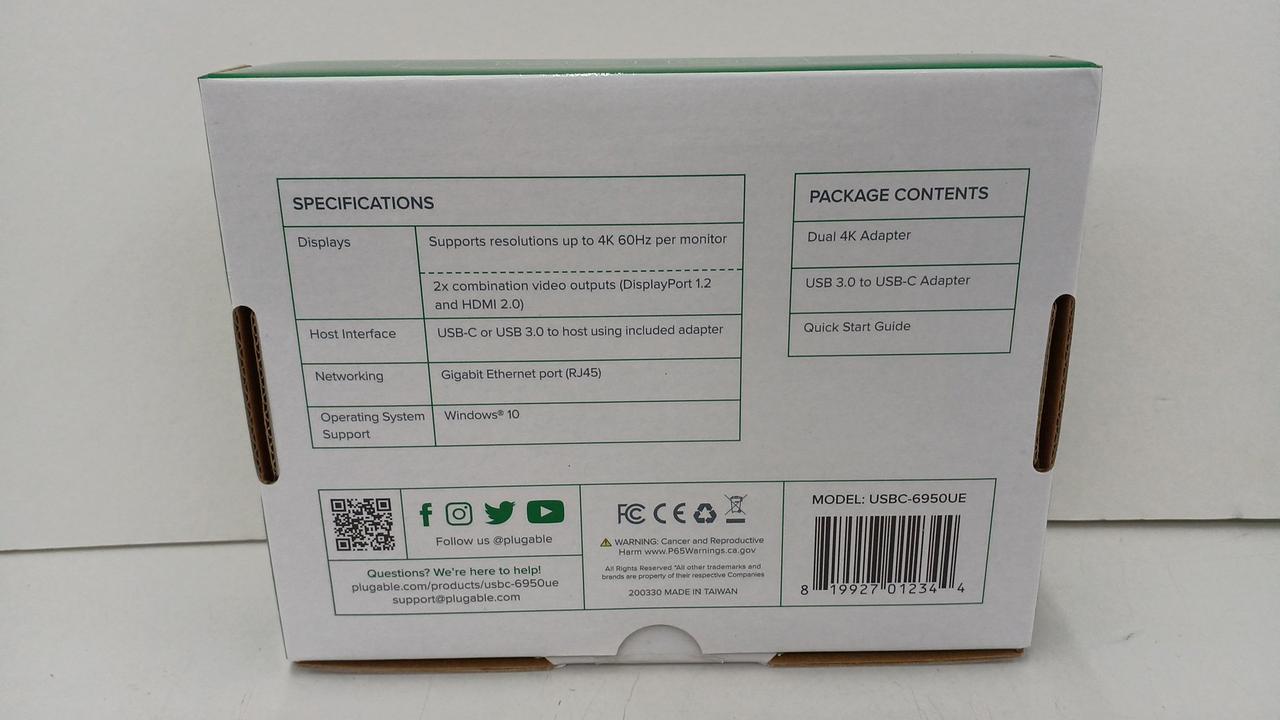 SPECIFICATIONS
Displays
Supports resolutions up to 4K 60Hz per monitor
2x combination video outputs (DisplayPort 1.2
and HDMI 2.0)
Host Interface
USB-C or USB 3.0 to host using included adapter
Networking
Gigabit Ethernet port (RJ45)
Operating System
Support
Windows® 10
PACKAGE CONTENTS
Dual 4K Adapter
USB 3.0 to USB-C Adapter
Quick Start Guide
Follow us @plugable
Questions? We're here to help!
plugable.com/products/usbc-6950ue
support@plugable.com
FC CE
WARNING: Cancer and Reproductive
Harm www.P65Warnings.ca.gov
All Rights Reserved *All other trademarks and
brands are property of their respective Companies
200330 MADE IN TAIWAN
MODEL: USBC-6950UE
8 19927 01234 4